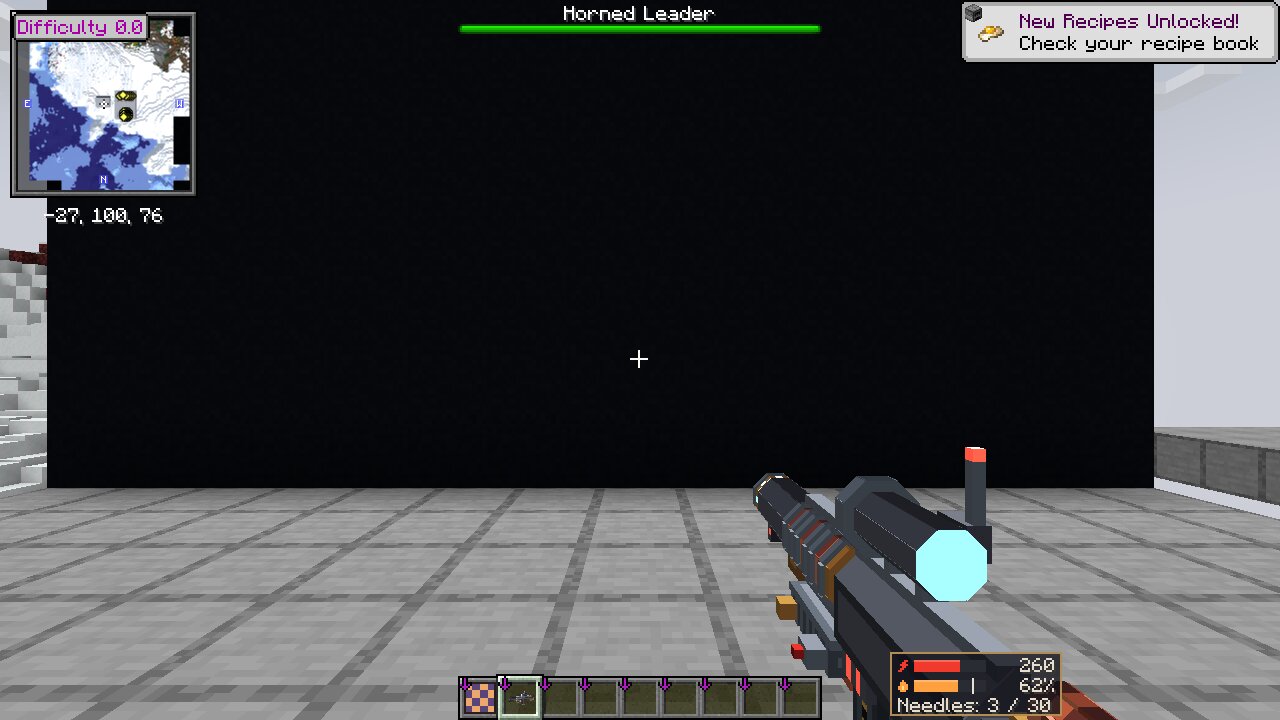 Horned Leader
Difficulty 0.0
New Recipes Unlocked!
Check your recipe book
E
W
N
-27, 100, 76
260
62%
Needles: 3 / 30